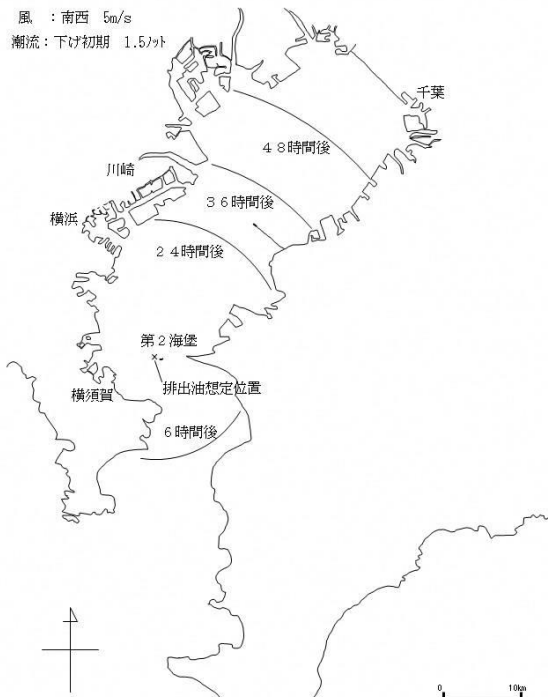 風 ：南西 5m/s
潮流：下げ初期 1.5ﾉｯﾄ
千葉
４８時間後
川崎
３６時間後
横浜
２４時間後
第２海堡
横須賀
排出油想定位置
６時間後
0 10km